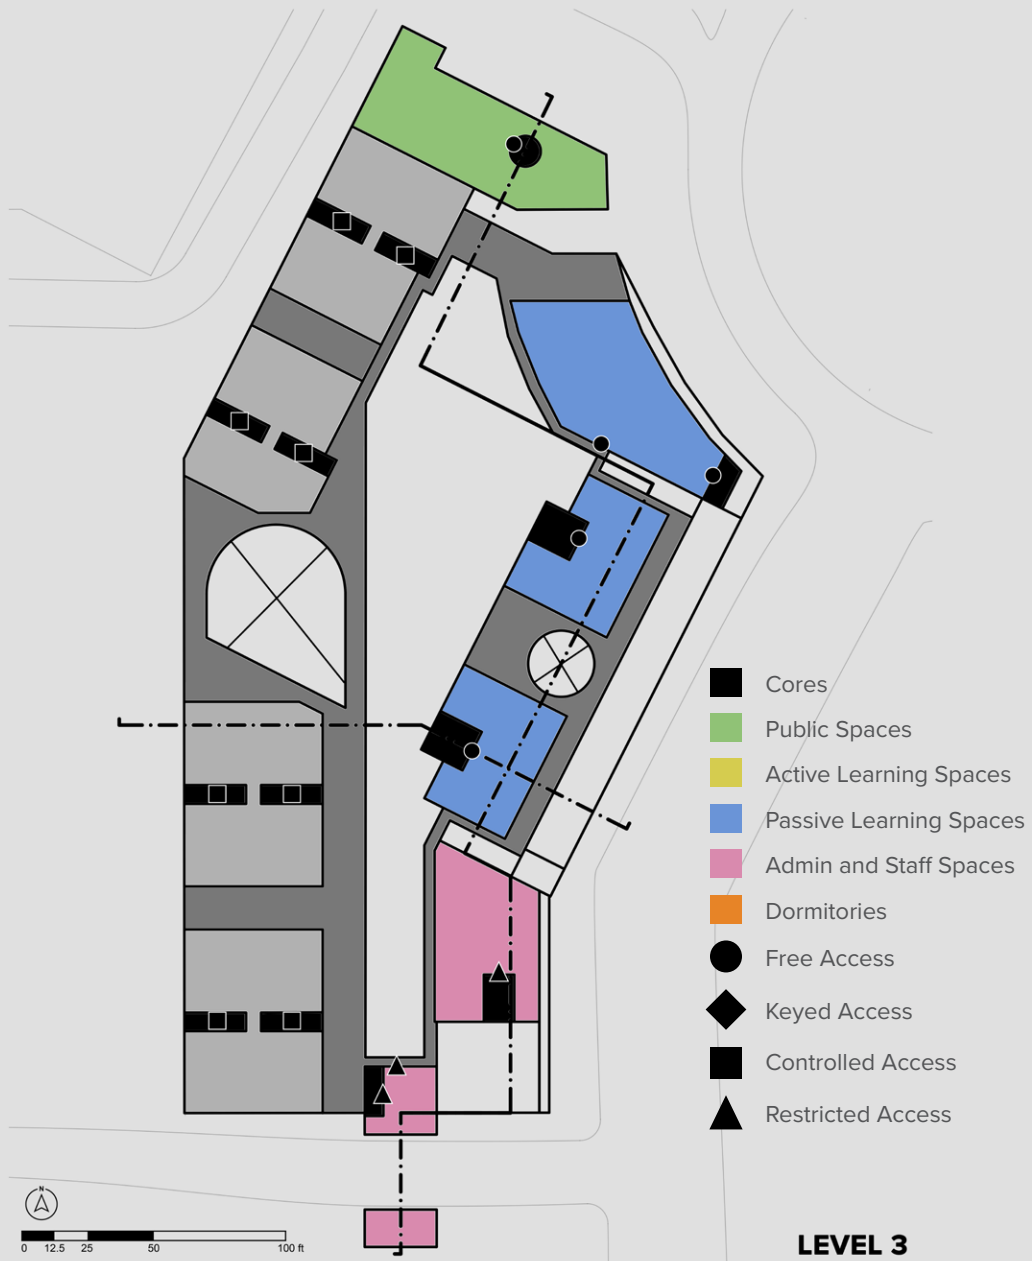 Cores
Public Spaces
Active Learning Spaces
Passive Learning Spaces
Admin and Staff Spaces
Dormitories
Free Access
Keyed Access
Controlled Access
Restricted Access
N
0 12.5 25 50 100 ft
LEVEL 3